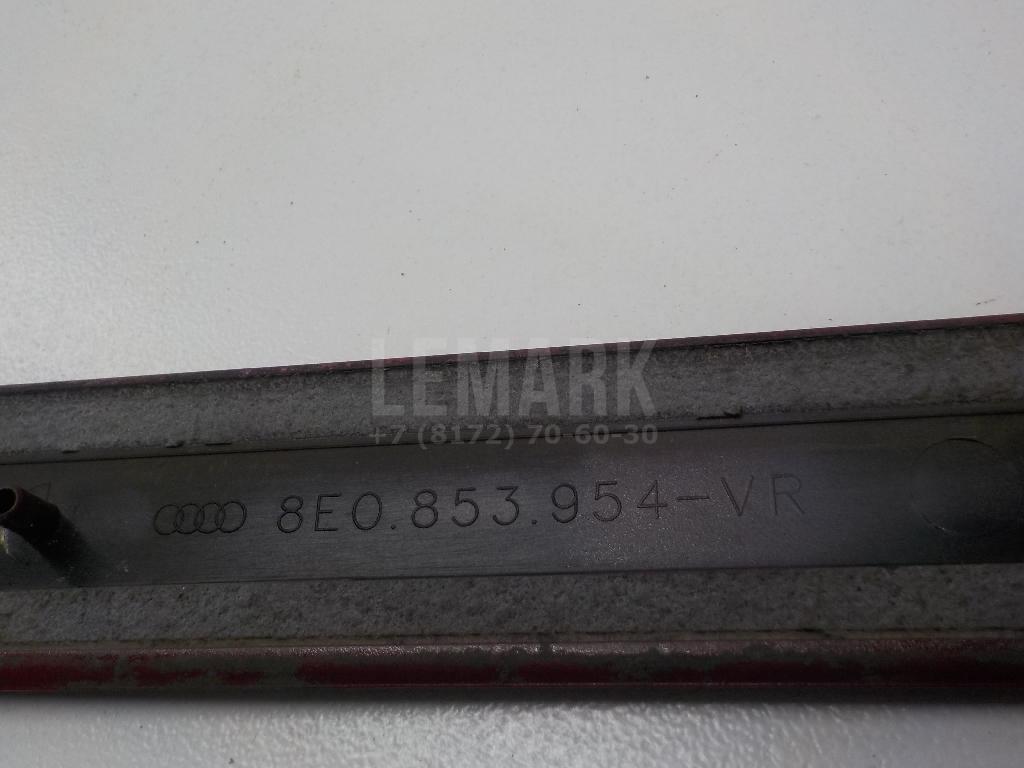 LEMARK
+7 (8172) 70-60-30
8E0.853.954-VR